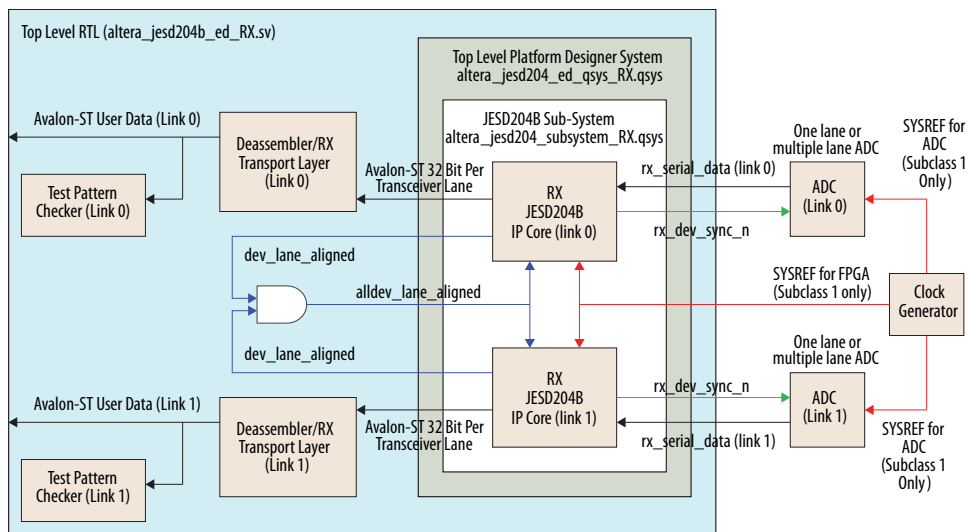 Top Level RTL (altera_jesd204b_ed_RX.sv)
Top Level Platform Designer System
altera_jesd204_ed_qsys_RX.qsys
JESD204B Sub-System
altera_jesd204_subsystem_RX.qsys
Avalon-ST User Data (Link 0)
Deassembler/RX
Transport Layer
(Link 0)
Test Pattern
Checker (Link 0)
Avalon-ST 32 Bit Per
Transceiver Lane
RX
JESD204B
IP Core (link 0)
rx_serial_data (link 0)
rx_dev_sync_n
One lane or
multiple lane ADC
ADC
(Link 0)
SYSREF for
ADC
(Subclass 1
Only)
dev_lane_aligned
alldev_lane_aligned
dev_lane_aligned
SYSREF for FPGA
(Subclass 1 only)
Clock
Generator
Avalon-ST User Data (Link 1)
Deassembler/RX
Transport Layer
(Link 1)
Test Pattern
Checker (Link 1)
Avalon-ST 32 Bit Per
Transceiver Lane
RX
JESD204B
IP Core (link 1)
rx_dev_sync_n
rx_serial_data (link 1)
One lane or
multiple lane ADC
ADC
(Link 1)
SYSREF for
ADC
(Subclass 1
Only)